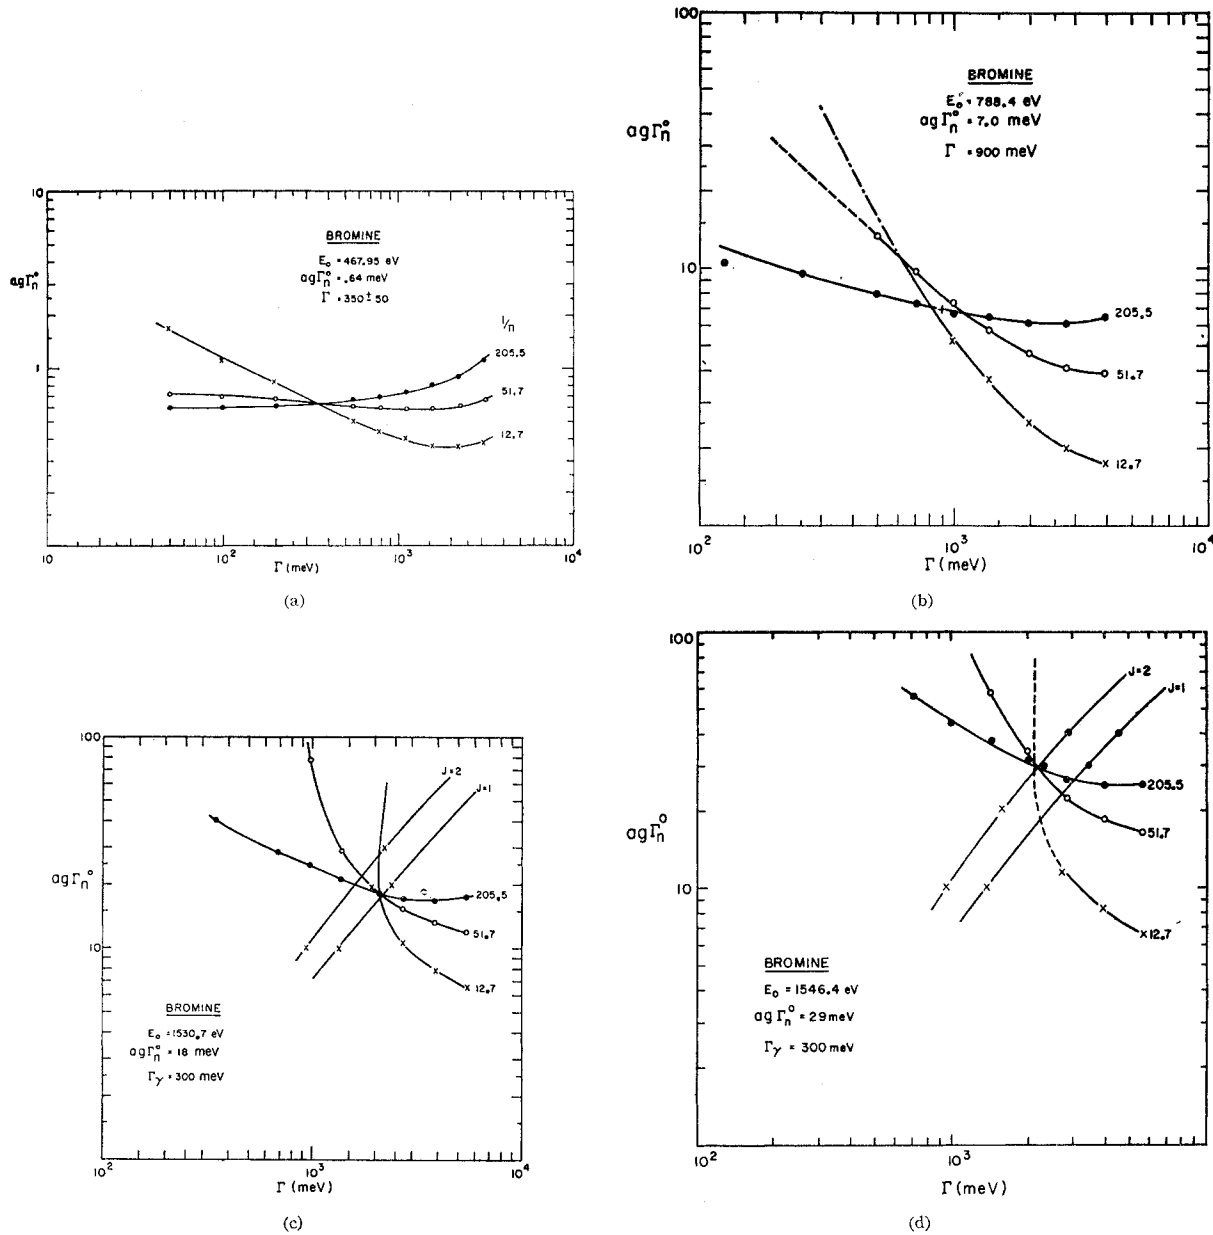 10
agΓn°
1
BROMINE
E₀ = 467.95 eV
agΓn° = .64 meV
Γ = 350 ± 50
1/n
205.5
51.7
12.7
10 10² 10³ 10⁴
Γ (meV)
(a)
100
agΓn°
10
BROMINE
E₀ = 788.4 eV
agΓn° = 7.0 meV
Γ = 900 meV
205.5
51.7
12.7
10² 10³ 10⁴
Γ (meV)
(b)
100
agΓn°
10
J=2
J=1
205.5
51.7
12.7
BROMINE
E₀ = 1530.7 eV
agΓn° = 18 meV
Γγ = 300 meV
10² 10³ 10⁴
Γ (meV)
(c)
100
agΓn°
10
J=2
J=1
205.5
51.7
12.7
BROMINE
E₀ = 1546.4 eV
agΓn° = 29 meV
Γγ = 300 meV
10² 10³ 10⁴
Γ (meV)
(d)